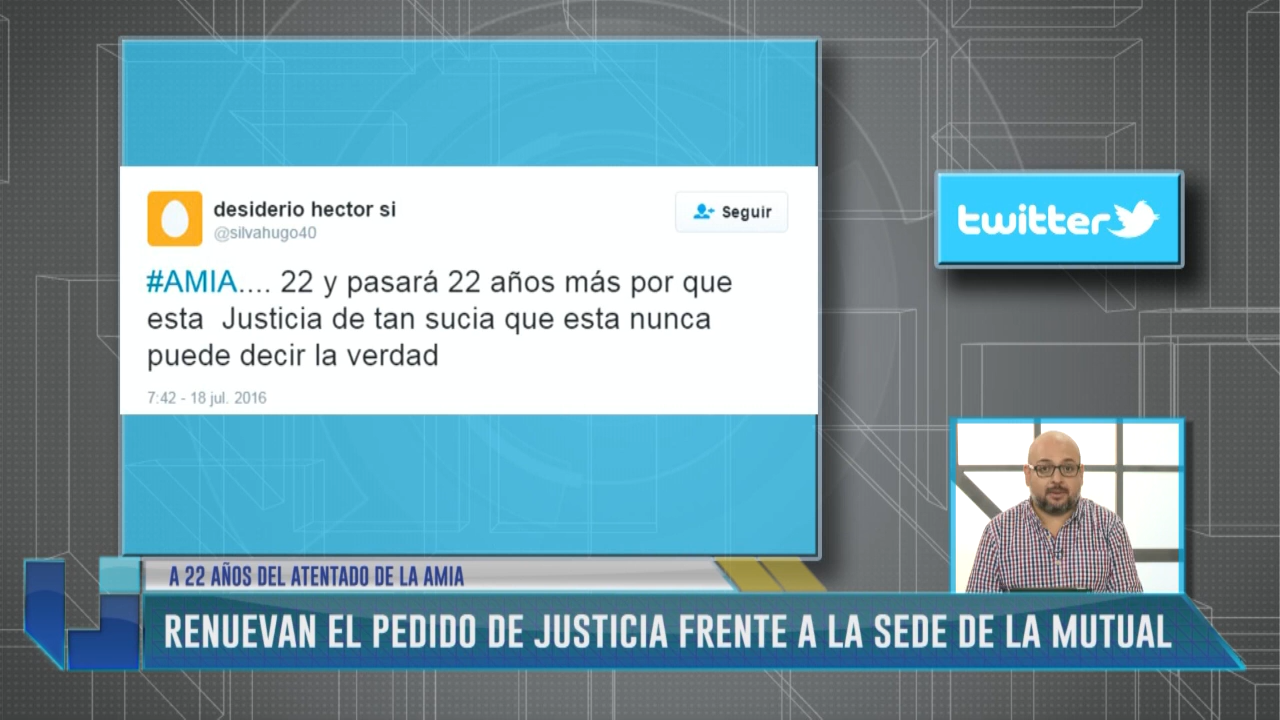 desiderio hector si
@silvahugo40
Seguir
#AMIA.... 22 y pasará 22 años más por que
esta Justicia de tan sucia que esta nunca
puede decir la verdad
7:42 - 18 jul. 2016
twitter
A 22 AÑOS DEL ATENTADO DE LA AMIA
RENUEVAN EL PEDIDO DE JUSTICIA FRENTE A LA SEDE DE LA MUTUAL